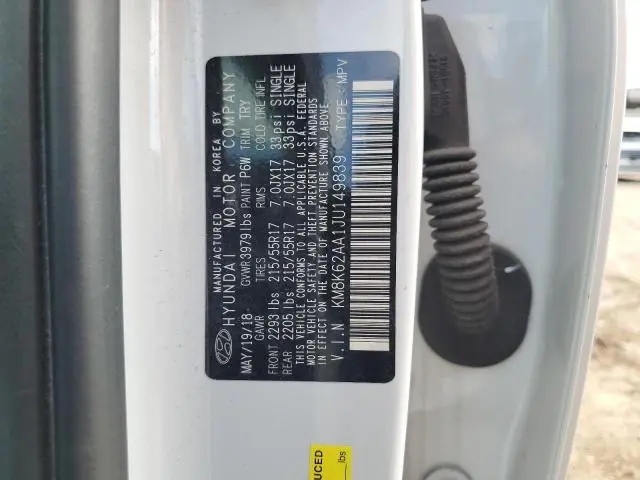 MANUFACTURED IN KOREA BY
HYUNDAI MOTOR COMPANY
MAY/19/18 GVWR 3979 lbs PAINT P6W TRIM TRY
GAWR TIRES RIMS COLD TIRE INFL.
FRONT 2293 lbs 215/55R17 7.0JX17 33psi SINGLE
REAR 2205 lbs 215/55R17 7.0JX17 33psi SINGLE
THIS VEHICLE CONFORMS TO ALL APPLICABLE U.S.A. FEDERAL
MOTOR VEHICLE SAFETY AND THEFT PREVENTION STANDARDS
IN EFFECT ON THE DATE OF MANUFACTURE SHOWN ABOVE.
V.I.N KM8K62AA1JU149839 TYPE : MPV
UCED
lbs